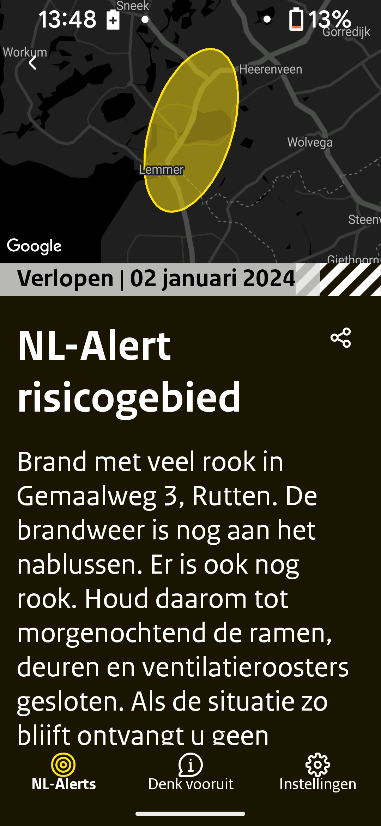 13:48
13%
Sneek
Gorredijk
Workum
Heerenveen
Wolvega
Lemmer
Steenw
Google
Giethoorn
Verlopen | 02 januari 2024
NL-Alert
risicogebied
Brand met veel rook in
Gemaalweg 3, Rutten. De
brandweer is nog aan het
nablussen. Er is ook nog
rook. Houd daarom tot
morgenochtend de ramen,
deuren en ventilatieroosters
gesloten. Als de situatie zo
blijft ontvangt u geen
NL-Alerts
Denk vooruit
Instellingen